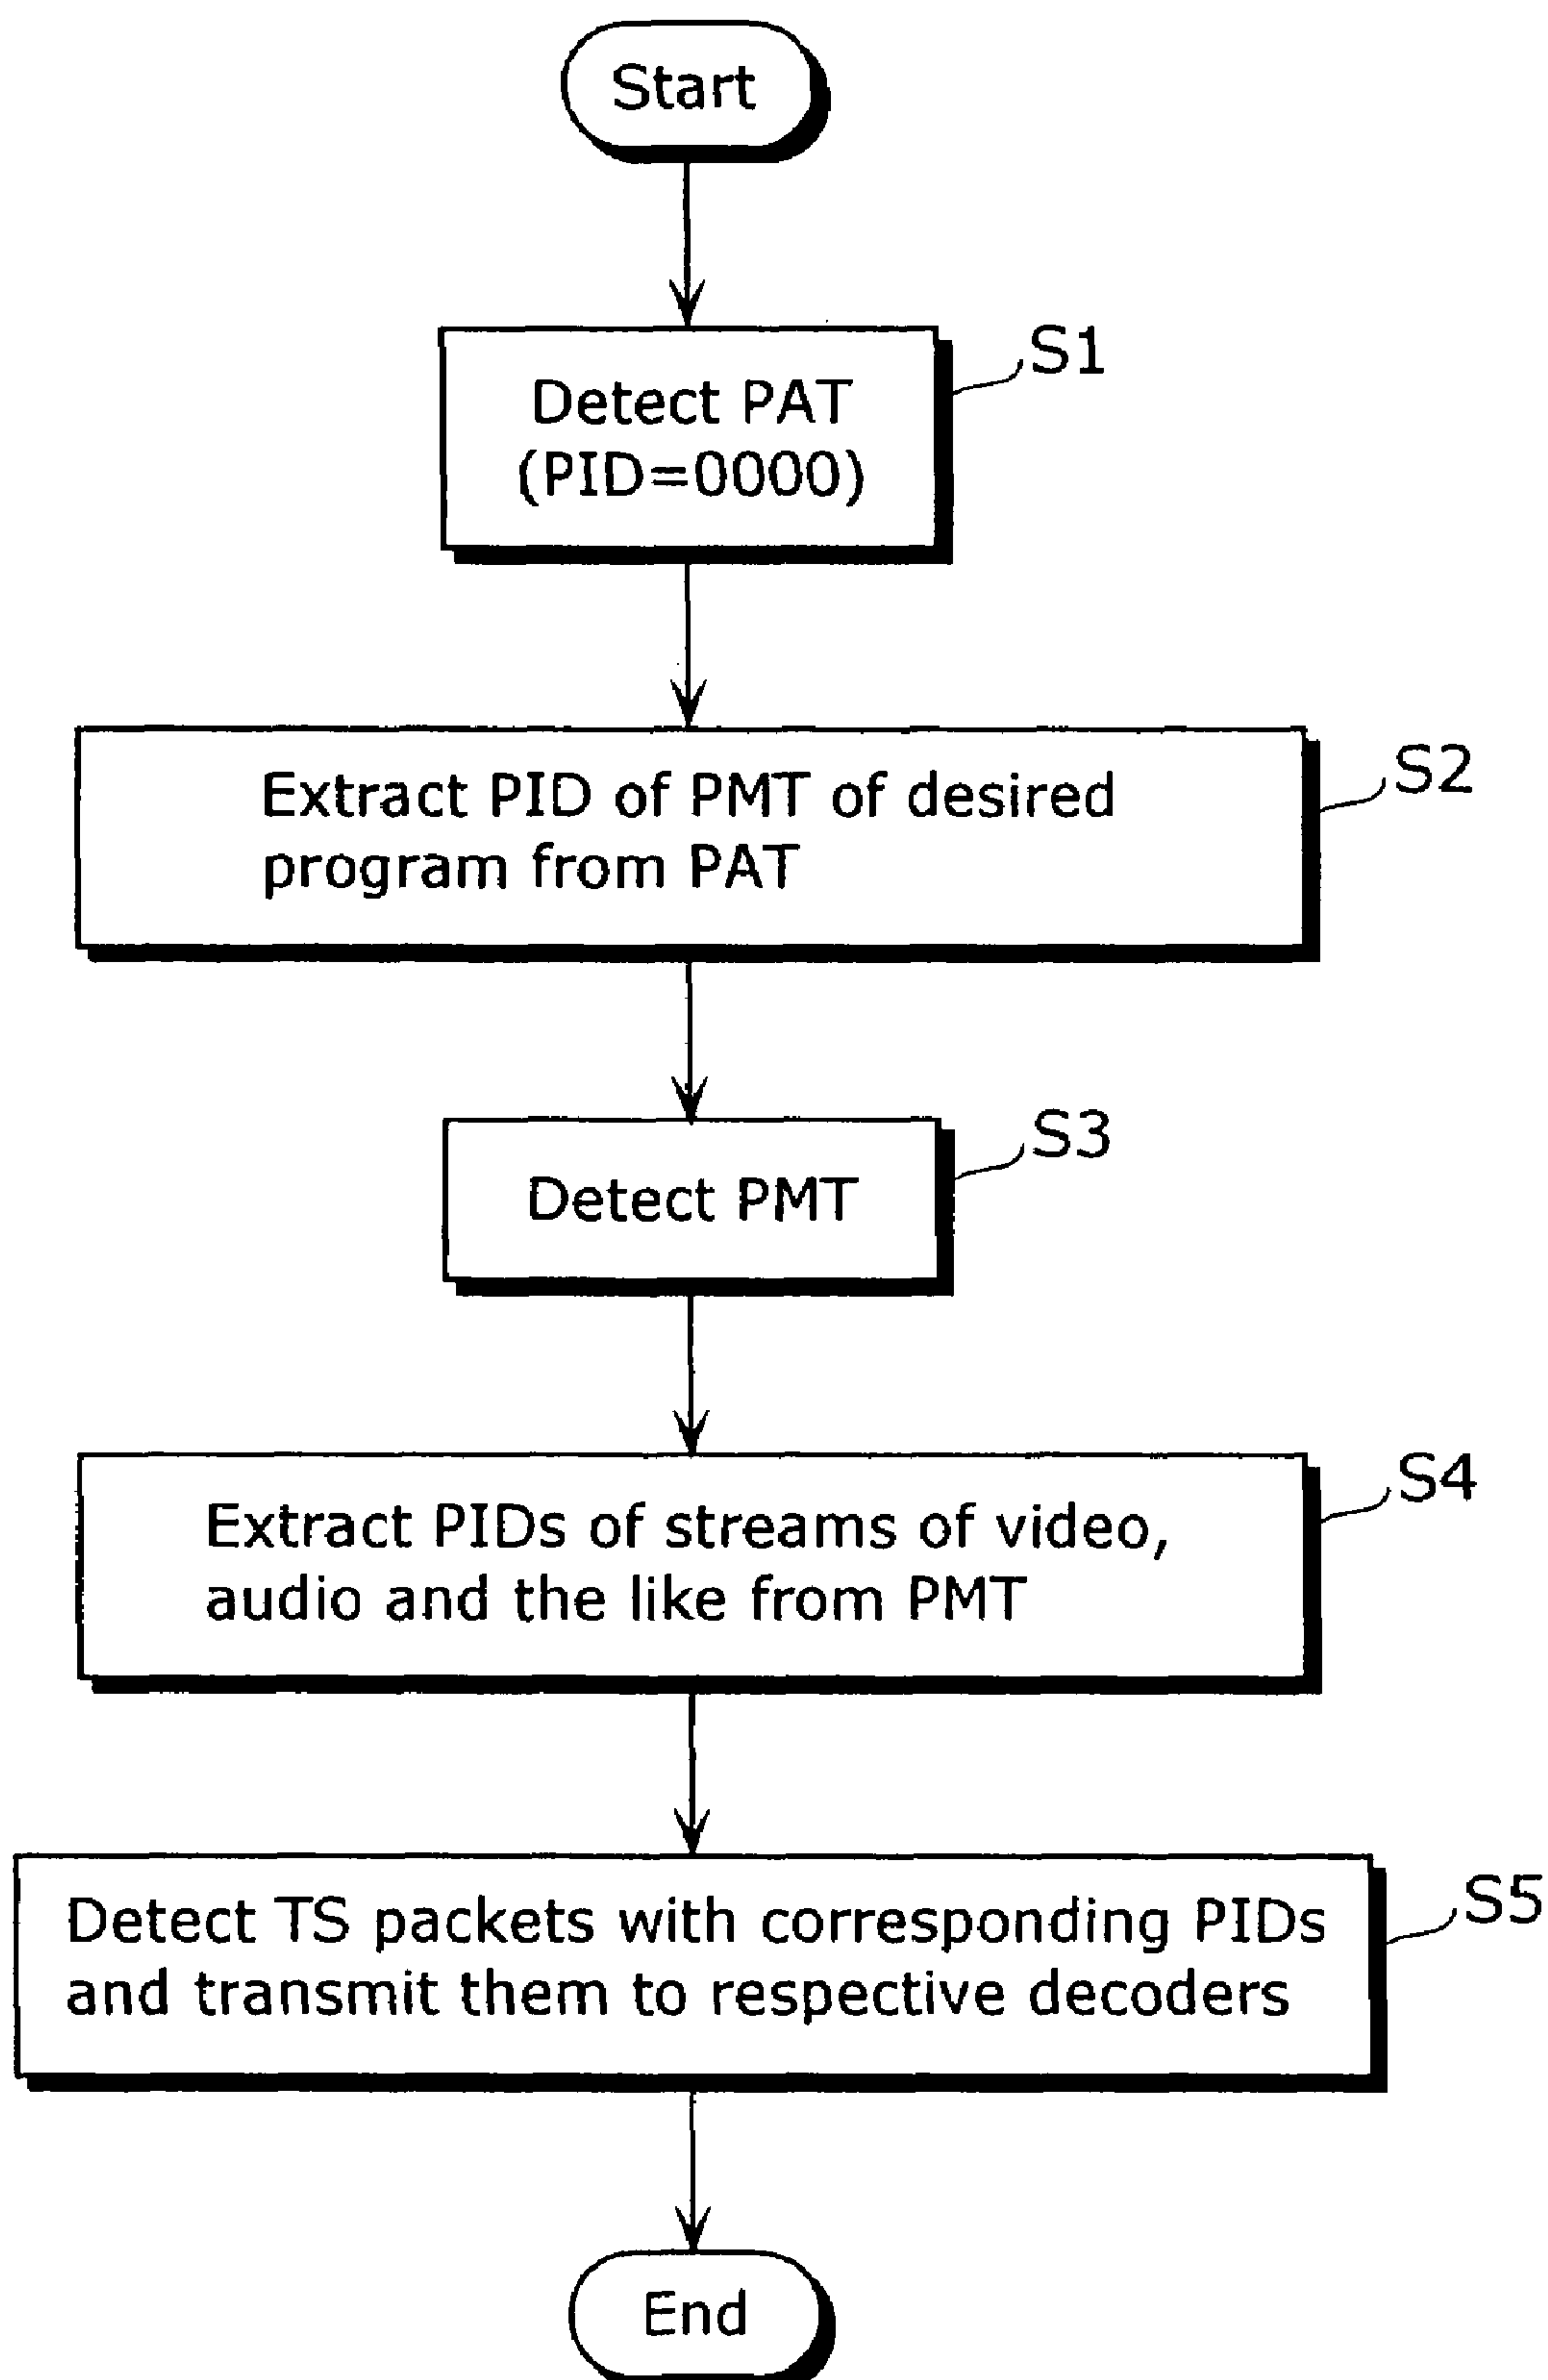 Start
S1
Detect PAT
(PID=0000)
S2
Extract PID of PMT of desired
program from PAT
S3
Detect PMT
S4
Extract PIDs of streams of video,
audio and the like from PMT
S5
Detect TS packets with corresponding PIDs
and transmit them to respective decoders
End